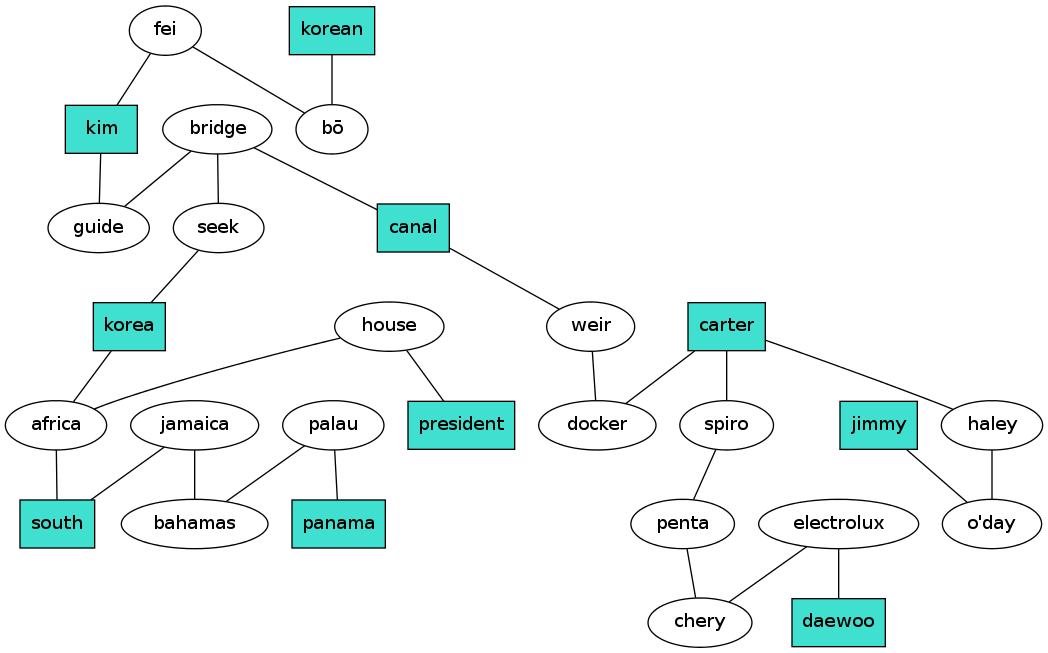 fei
korean
kim
bridge
bō
guide
seek
canal
korea
house
weir
carter
africa
jamaica
palau
president
docker
spiro
jimmy
haley
south
bahamas
panama
penta
electrolux
o'day
chery
daewoo